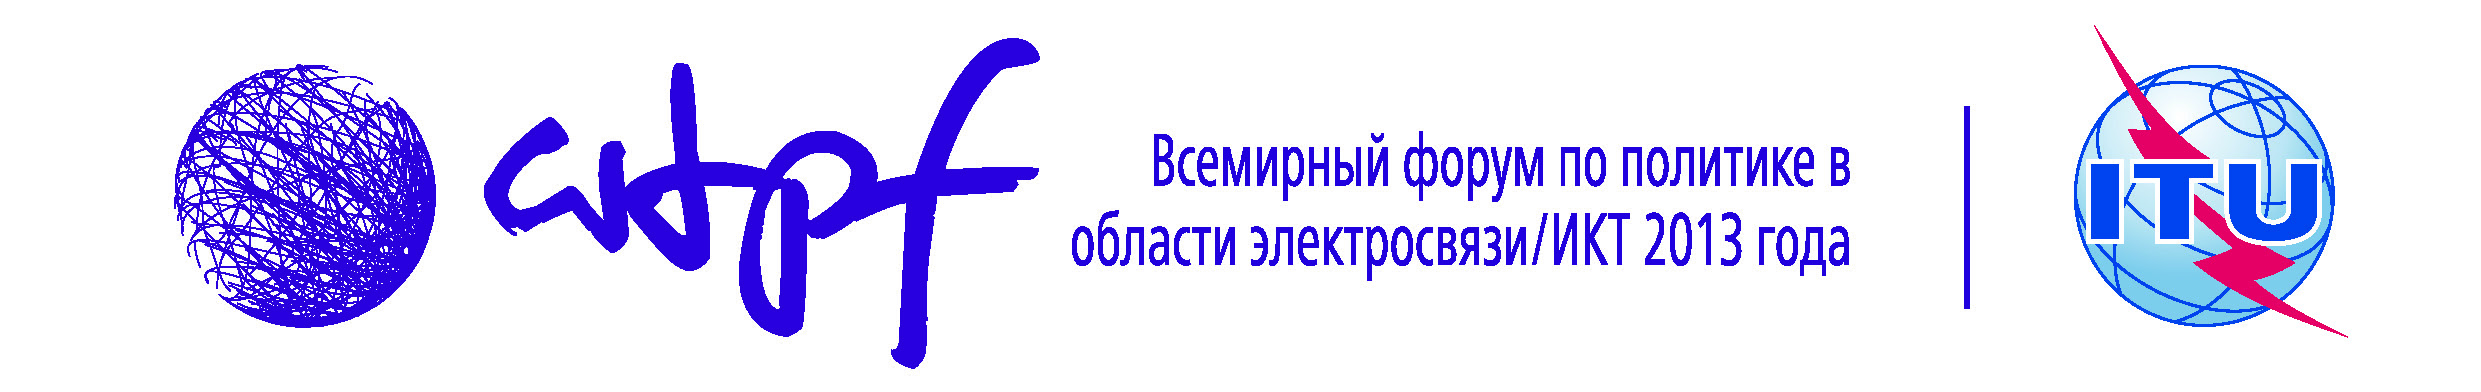 wtpf
Всемирный форум по политике в
области электросвязи/ИКТ 2013 года
ITU